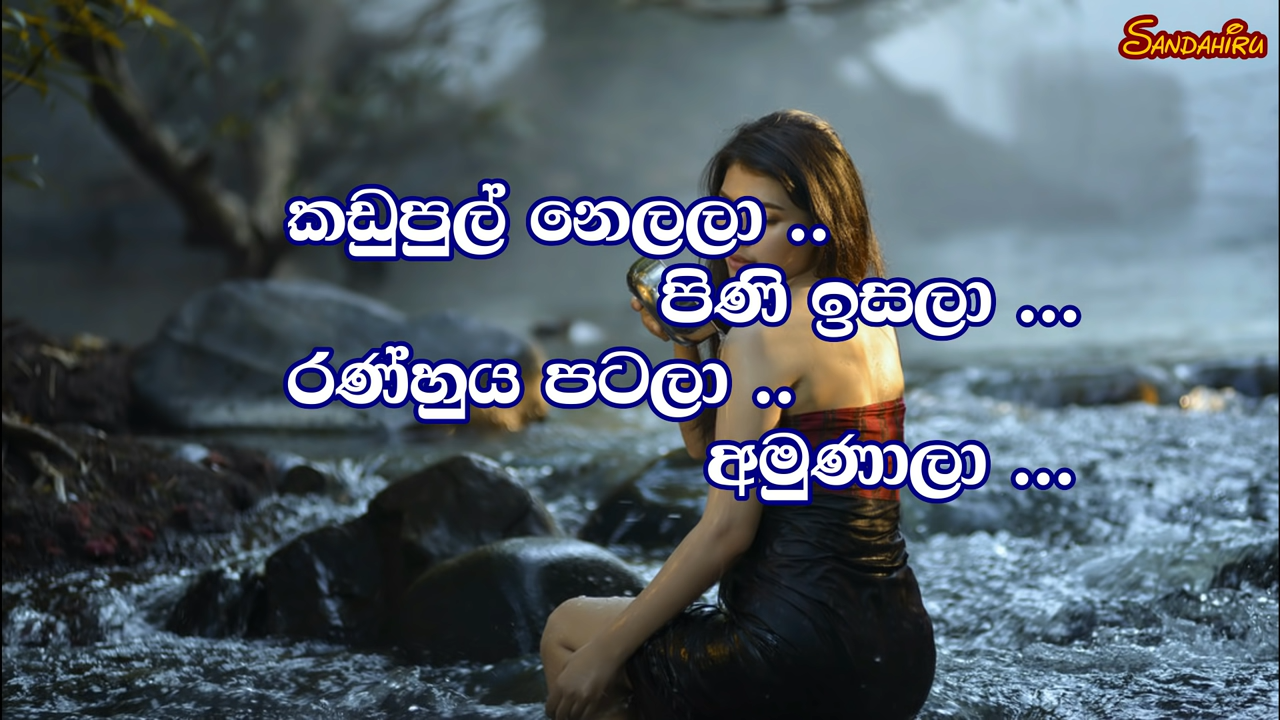 SANDAHIRU
කඩුපුල් නෙලලා ..
පිණි ඉසලා ...
රණ්හුය පටලා ..
අමුණාලා ...